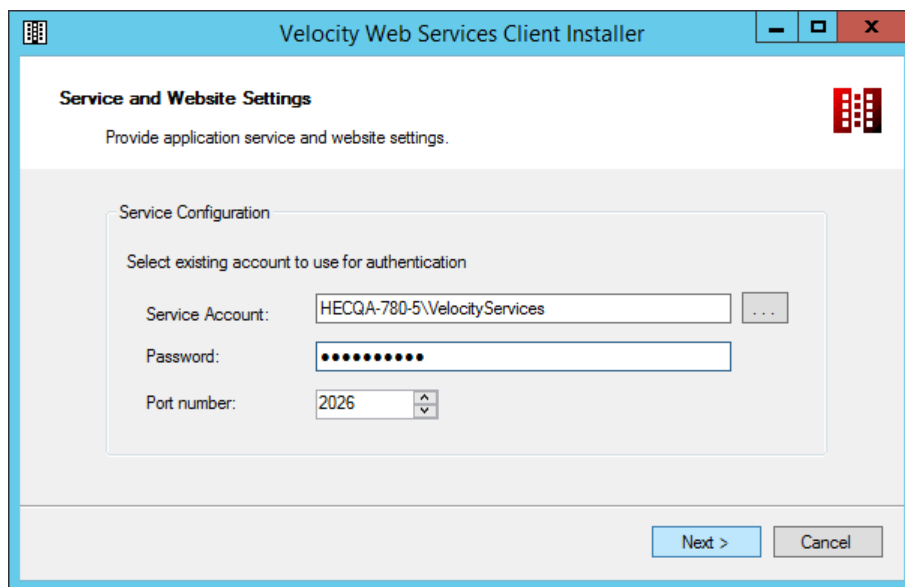 Velocity Web Services Client Installer
Service and Website Settings
Provide application service and website settings.
Service Configuration
Select existing account to use for authentication
Service Account: HECQA-780-5\VelocityServices ...
Password: ●●●●●●●●●●
Port number: 2026
Next > Cancel